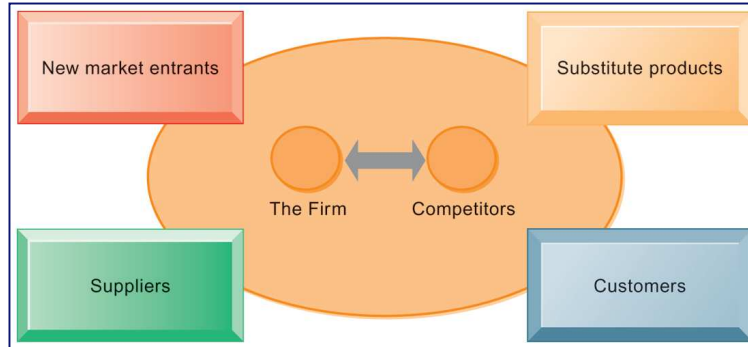 New market entrants
Substitute products
The Firm
Competitors
Suppliers
Customers